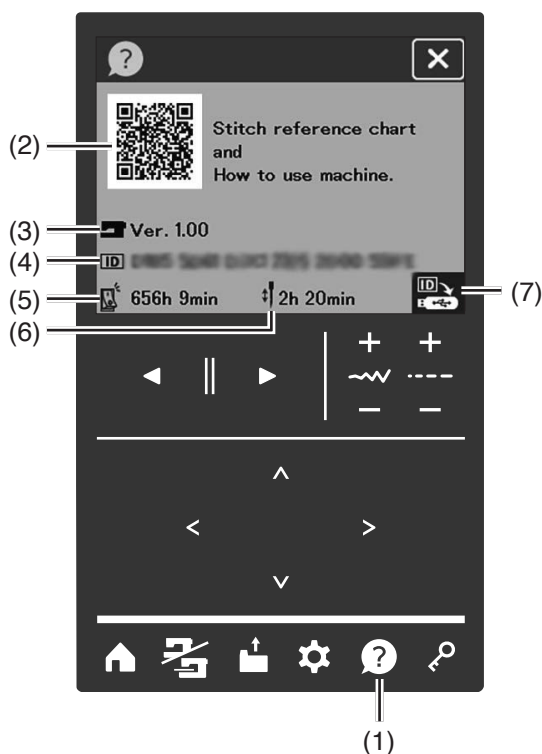 ?
Stitch reference chart
and
How to use machine.
(2)
(3) Ver. 1.00
(4) ID
(5) 656h 9min 2h 20min ID (7)
(6)
+ +
− −
?
(1)